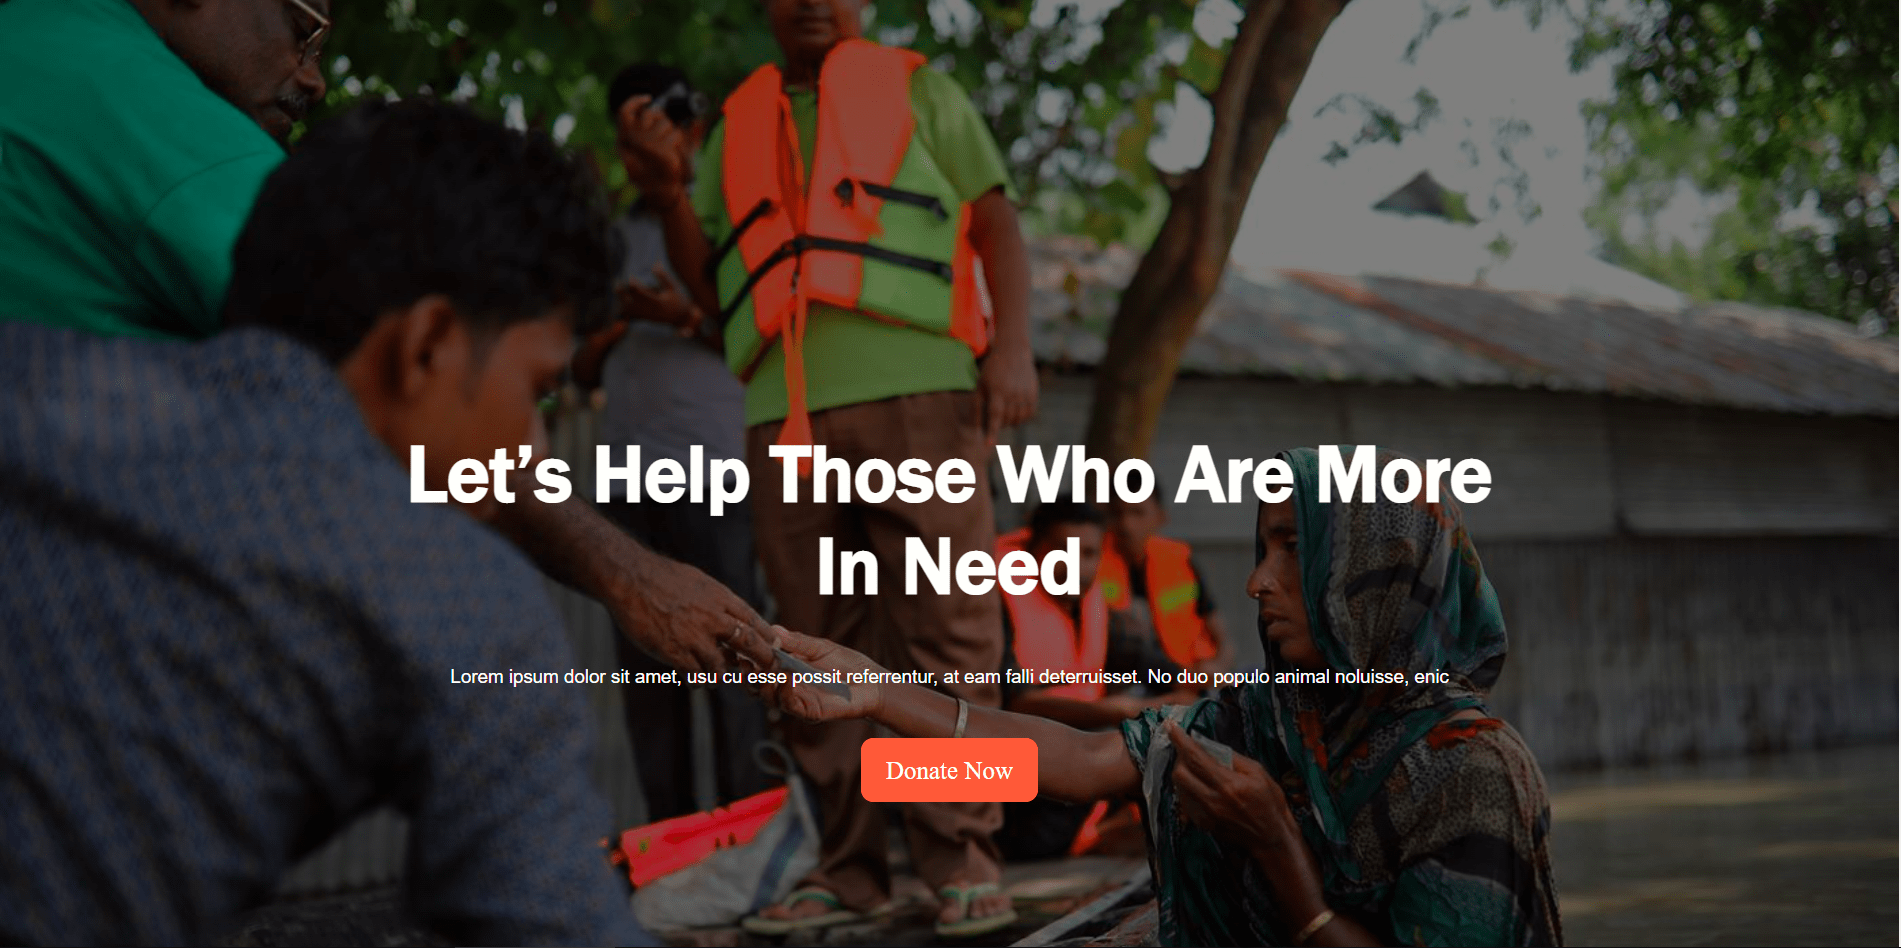 Let’s Help Those Who Are More
In Need
Lorem ipsum dolor sit amet, usu cu esse possit referrentur, at eam falli deterruisset. No duo populo animal noluisse, enic
Donate Now